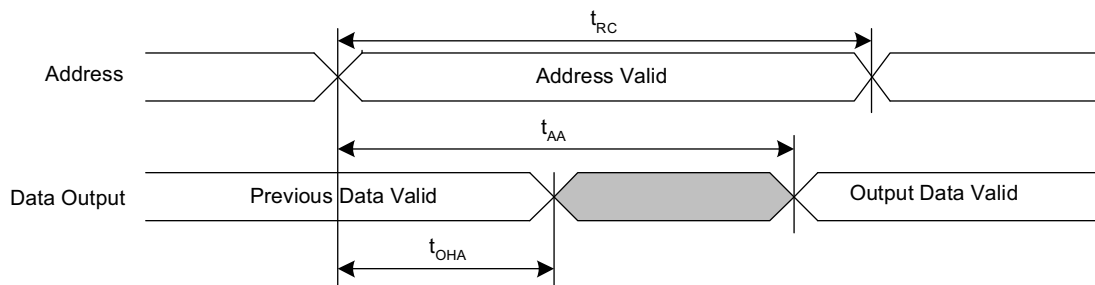 tRC
Address
Address Valid
tAA
Data Output
Previous Data Valid
Output Data Valid
tOHA